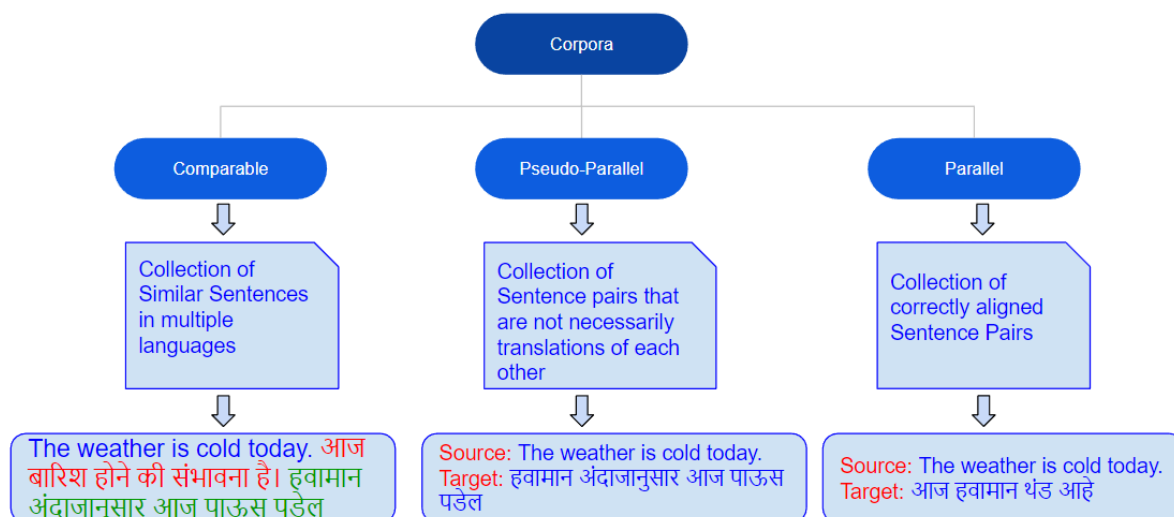 Corpora
Comparable
Pseudo-Parallel
Parallel
Collection of
Similar Sentences
in multiple
languages
Collection of
Sentence pairs that
are not necessarily
translations of each
other
Collection of
correctly aligned
Sentence Pairs
The weather is cold today. आज
बारिश होने की संभावना है। हवामान
अंदाजानुसार आज पाऊस पडेल
Source: The weather is cold today.
Target: हवामान अंदाजानुसार आज पाऊस
पडेल
Source: The weather is cold today.
Target: आज हवामान थंड आहे